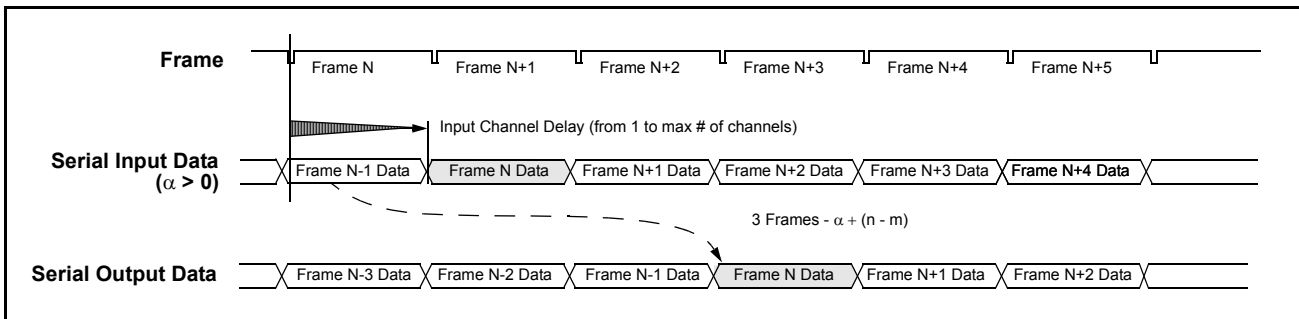 Frame
Frame N Frame N+1 Frame N+2 Frame N+3 Frame N+4 Frame N+5
Input Channel Delay (from 1 to max # of channels)
Serial Input Data
(α > 0)
Frame N-1 Data Frame N Data Frame N+1 Data Frame N+2 Data Frame N+3 Data Frame N+4 Data
3 Frames - α + (n - m)
Serial Output Data
Frame N-3 Data Frame N-2 Data Frame N-1 Data Frame N Data Frame N+1 Data Frame N+2 Data